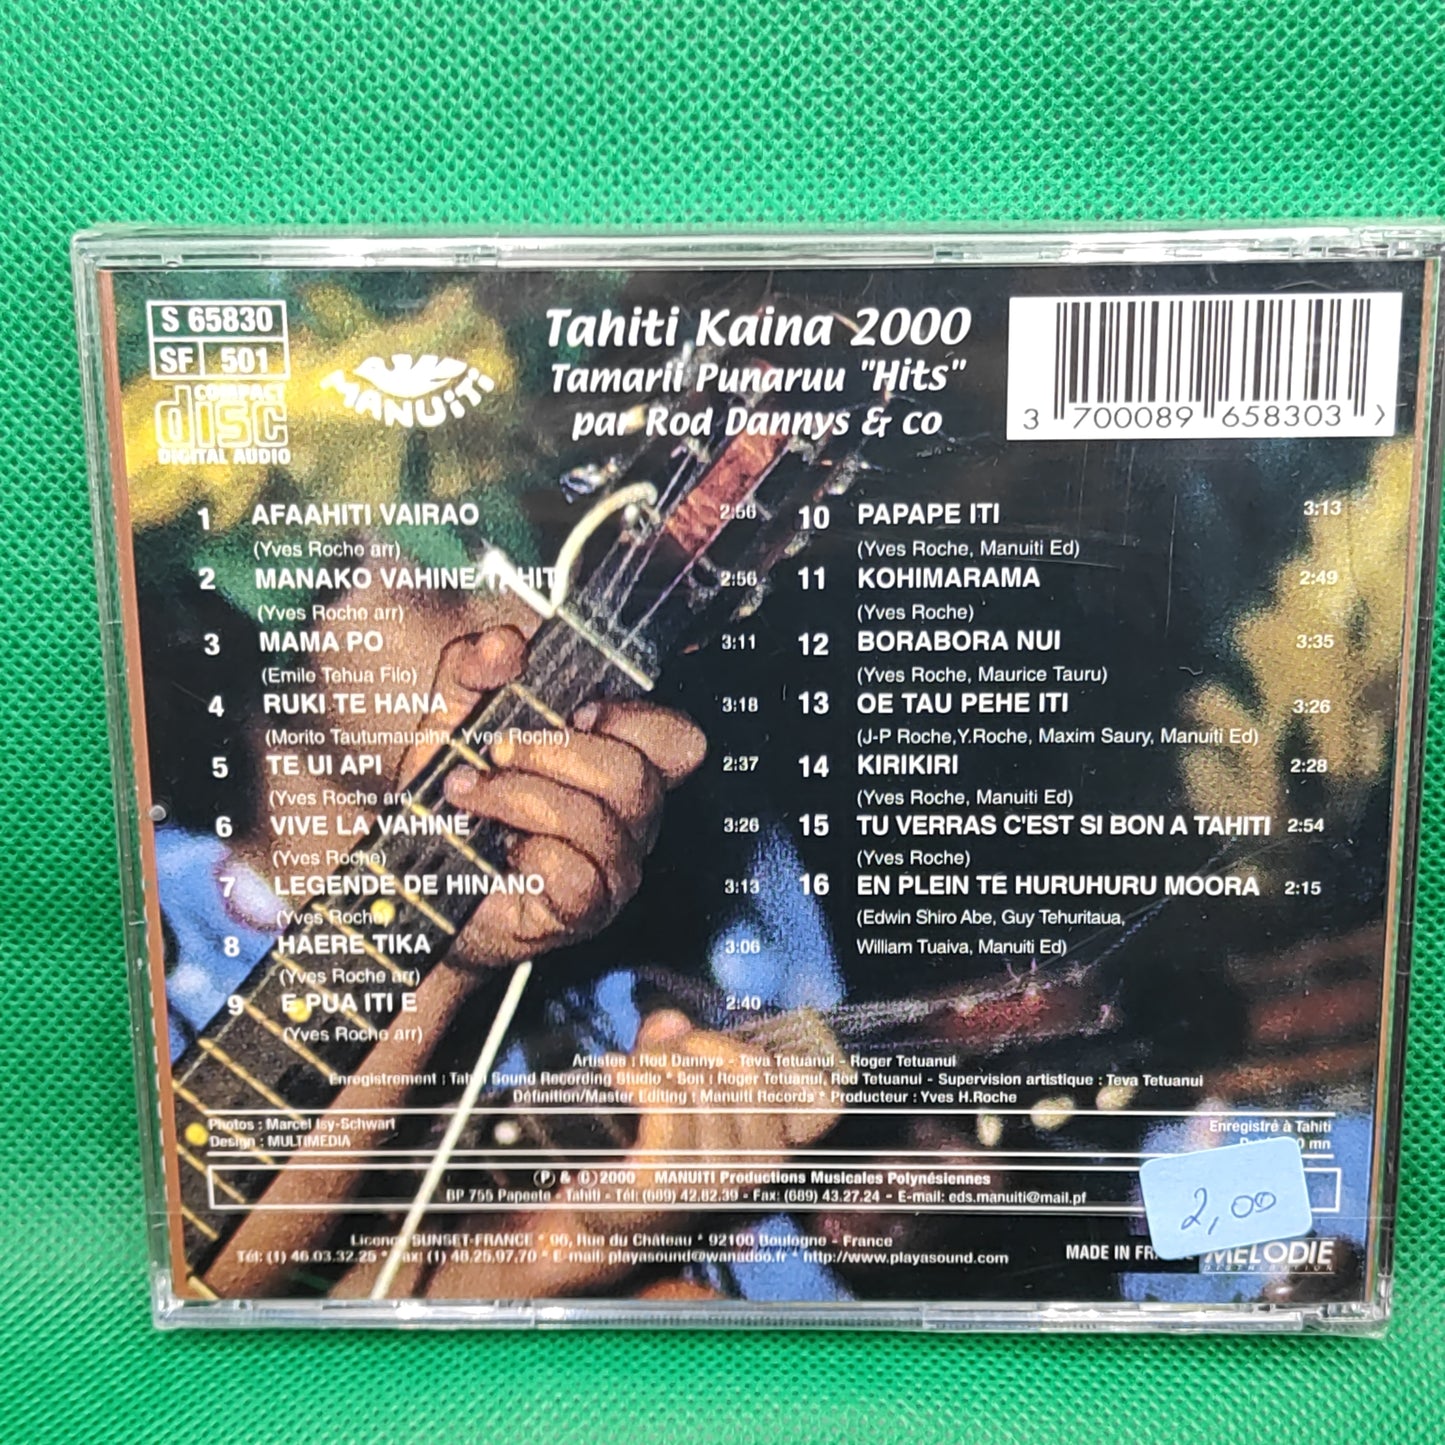 S 65830
SF 501
COMPACT
disc
DIGITAL AUDIO
MANUiTi
Tahiti Kaina 2000
Tamarii Punaruu "Hits"
par Rod Dannys & co
3 700089 658303
1 AFAAHITI VAIRAO 2:56
(Yves Roche arr)
2 MANAKO VAHINE TAHITI 2:56
(Yves Roche arr)
3 MAMA PO 3:11
(Emile Tehua Filo)
4 RUKI TE HANA 3:18
(Morito Tautumaupiha, Yves Roche)
5 TE UI API 2:37
(Yves Roche arr)
6 VIVE LA VAHINE 3:26
(Yves Roche)
7 LEGENDE DE HINANO 3:13
(Yves Roche)
8 HAERE TIKA 3:06
(Yves Roche arr)
9 E PUA ITI E 2:40
(Yves Roche arr)
10 PAPAPE ITI 3:13
(Yves Roche, Manuiti Ed)
11 KOHIMARAMA 2:49
(Yves Roche)
12 BORABORA NUI 3:35
(Yves Roche, Maurice Tauru)
13 OE TAU PEHE ITI 3:26
(J-P Roche,Y.Roche, Maxim Saury, Manuiti Ed)
14 KIRIKIRI 2:28
(Yves Roche, Manuiti Ed)
15 TU VERRAS C'EST SI BON A TAHITI 2:54
(Yves Roche)
16 EN PLEIN TE HURUHURU MOORA 2:15
(Edwin Shiro Abe, Guy Tehuritaua,
William Tuaiva, Manuiti Ed)
Artistes : Rod Dannys - Teva Tetuanui - Roger Tetuanui
Enregistrement : Tahiti Sound Recording Studio * Son : Roger Tetuanui, Rod Tetuanui - Supervision artistique : Teva Tetuanui
Définition/Master Editing : Manuiti Records * Producteur : Yves H.Roche
Photos : Marcel Isy-Schwart
Design : MULTIMEDIA
Enregistré à Tahiti
mn
℗ & ©2000 MANUITI Productions Musicales Polynésiennes
BP 755 Papeete - Tahiti - Tél: (689) 42.82.39 - Fax: (689) 43.27.24 - E-mail: eds.manuiti@mail.pf
2,00
Licence SUNSET-FRANCE * 06, Rue du Château * 92100 Boulogne - France
Tél: (1) 46.03.32.25 * Fax: (1) 48.25.97.70 * E-mail: playasound@wanadoo.fr * http://www.playasound.com
MADE IN
MELODIE
DISTRIBUTION